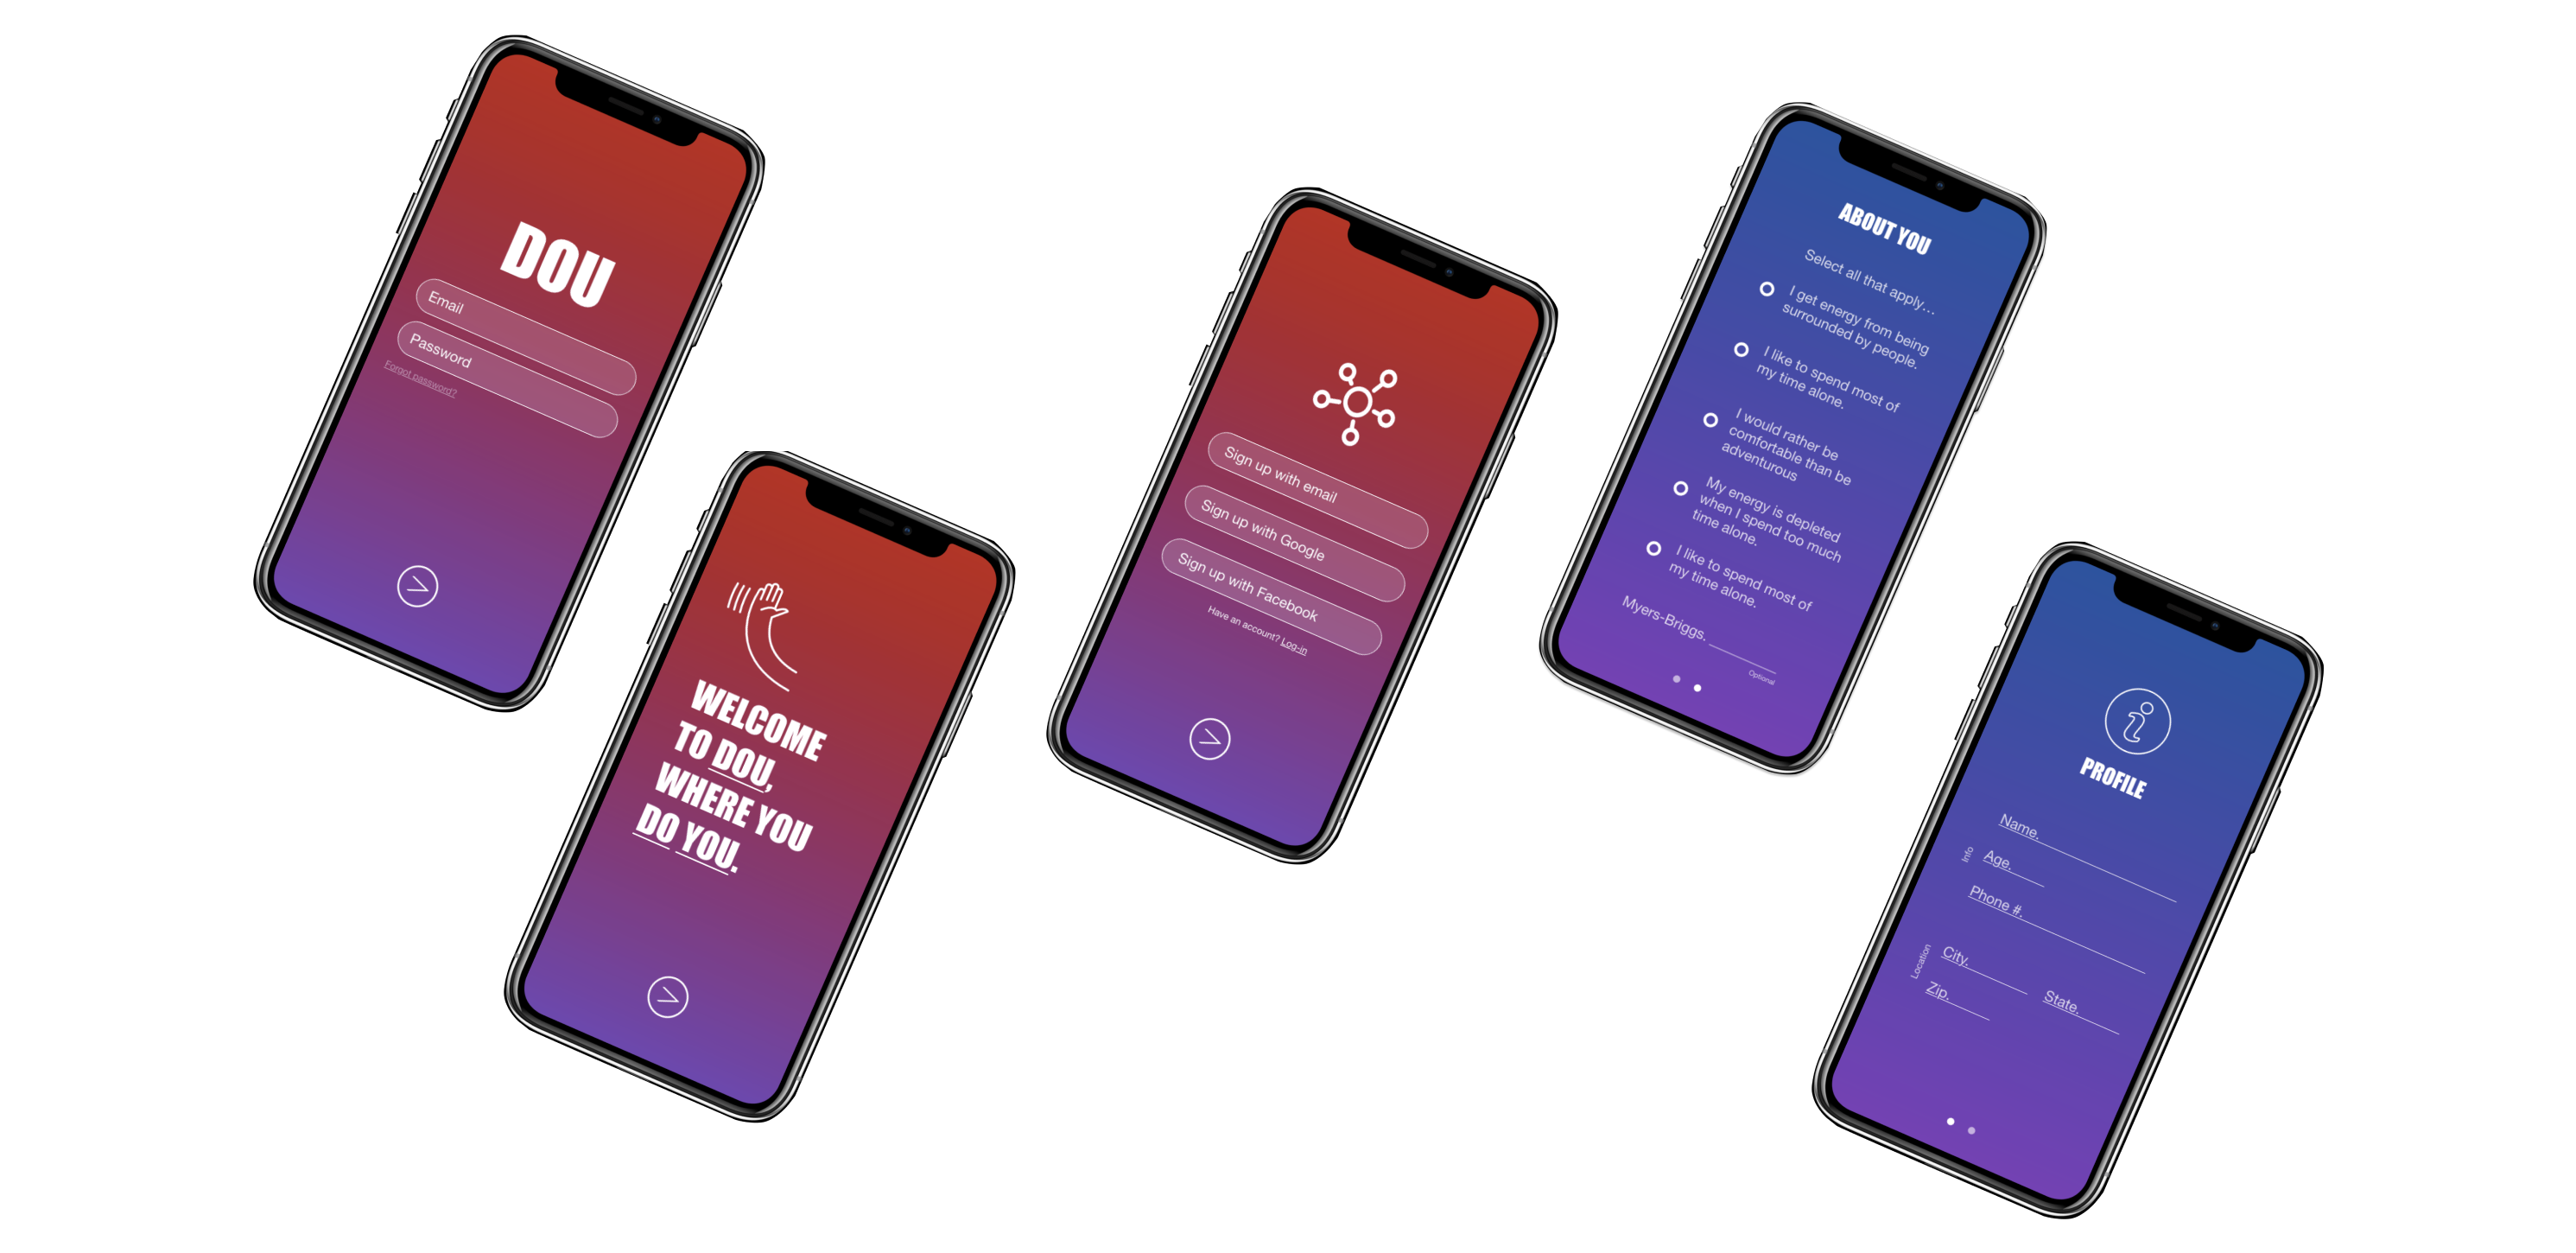 DOU
Email
Password
Forgot password?
WELCOME
TO DOU,
WHERE YOU
DO YOU.
Sign up with email
Sign up with Google
Sign up with Facebook
Have an account? Log-in
ABOUT YOU
Select all that apply...
I get energy from being
surrounded by people.
I like to spend most of
my time alone.
I would rather be
comfortable than be
adventurous
My energy is depleted
when I spend too much
time alone.
I like to spend most of
my time alone.
Myers-Briggs.
Optional
PROFILE
Info
Name.
Age.
Phone #.
Location
City.
State.
Zip.